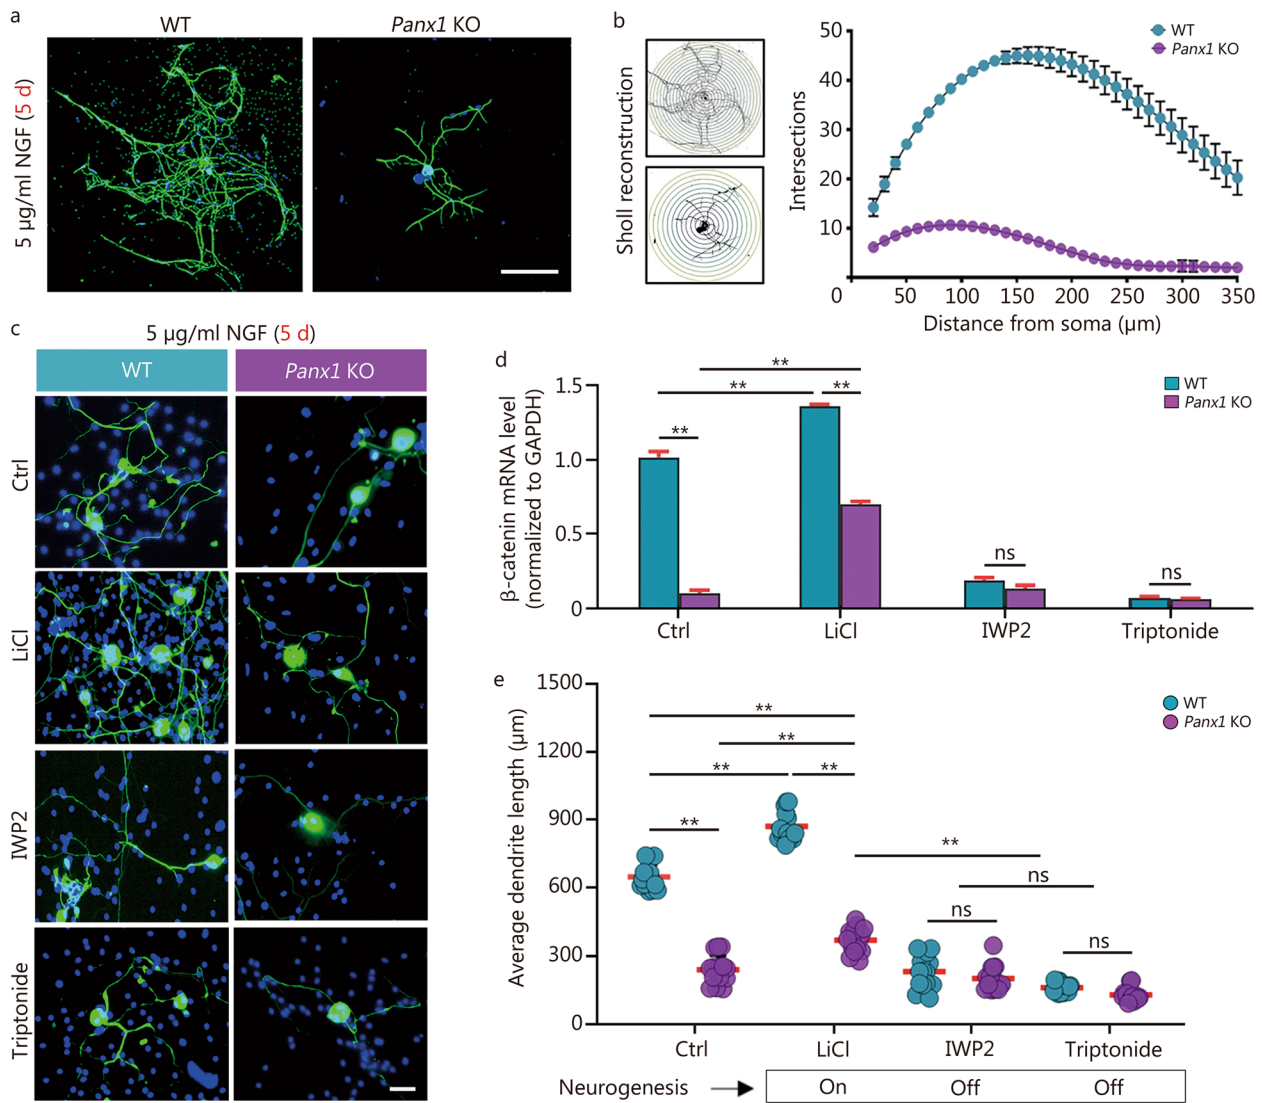 a
WT
Panx1 KO
5 µg/ml NGF (5 d)
b
Sholl reconstruction
Intersections
50
40
30
20
10
0
50
100
150
200
250
300
350
Distance from soma (µm)
WT
Panx1 KO
c
5 µg/ml NGF (5 d)
WT
Panx1 KO
Ctrl
LiCl
IWP2
Triptonide
d
β-catenin mRNA level
(normalized to GAPDH)
1.5
1.0
0.5
0
**
**
**
**
ns
ns
Ctrl
LiCl
IWP2
Triptonide
WT
Panx1 KO
e
Average dendrite length (µm)
1500
1200
900
600
300
0
**
**
**
**
**
**
ns
ns
ns
WT
Panx1 KO
Ctrl
LiCl
IWP2
Triptonide
Neurogenesis
On
Off
Off